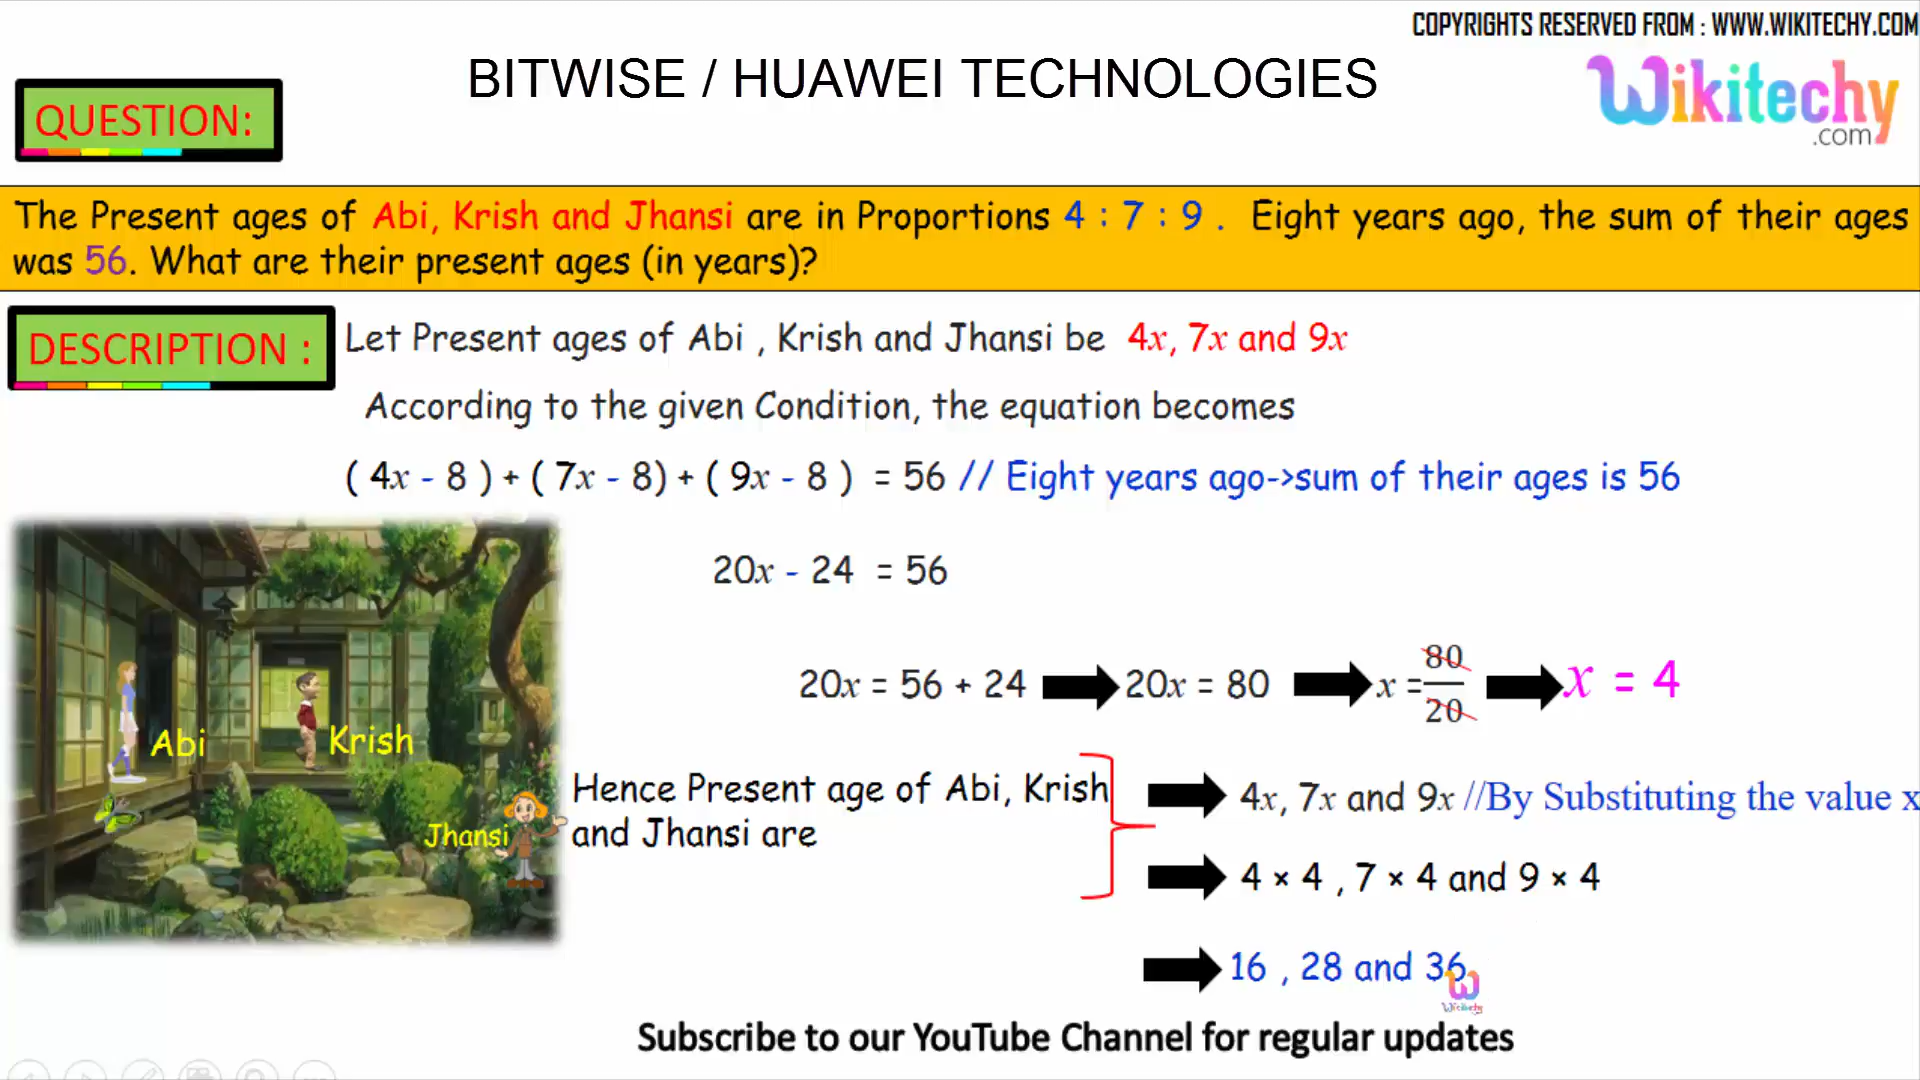 COPYRIGHTS RESERVED FROM : WWW.WIKITECHY.COM
BITWISE / HUAWEI TECHNOLOGIES
Wikitechy
.com
QUESTION:
The Present ages of Abi, Krish and Jhansi are in Proportions 4 : 7 : 9 . Eight years ago, the sum of their ages
was 56. What are their present ages (in years)?
DESCRIPTION :
Let Present ages of Abi , Krish and Jhansi be 4x, 7x and 9x
According to the given Condition, the equation becomes
( 4x - 8 ) + ( 7x - 8) + ( 9x - 8 ) = 56 // Eight years ago->sum of their ages is 56
20x - 24 = 56
20x = 56 + 24 ➡ 20x = 80 ➡ x = 80/20 ➡ x = 4
Abi
Krish
Jhansi
Hence Present age of Abi, Krish
and Jhansi are
➡ 4x, 7x and 9x //By Substituting the value x
➡ 4 × 4 , 7 × 4 and 9 × 4
➡ 16 , 28 and 36
Wikitechy
Subscribe to our YouTube Channel for regular updates